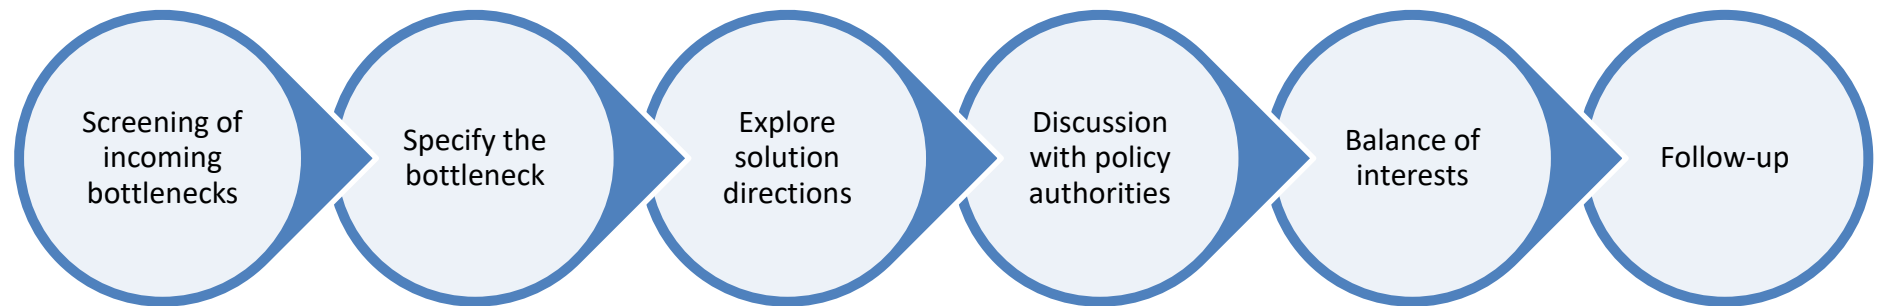 Screening of
incoming
bottlenecks
Specify the
bottleneck
Explore
solution
directions
Discussion
with policy
authorities
Balance of
interests
Follow-up